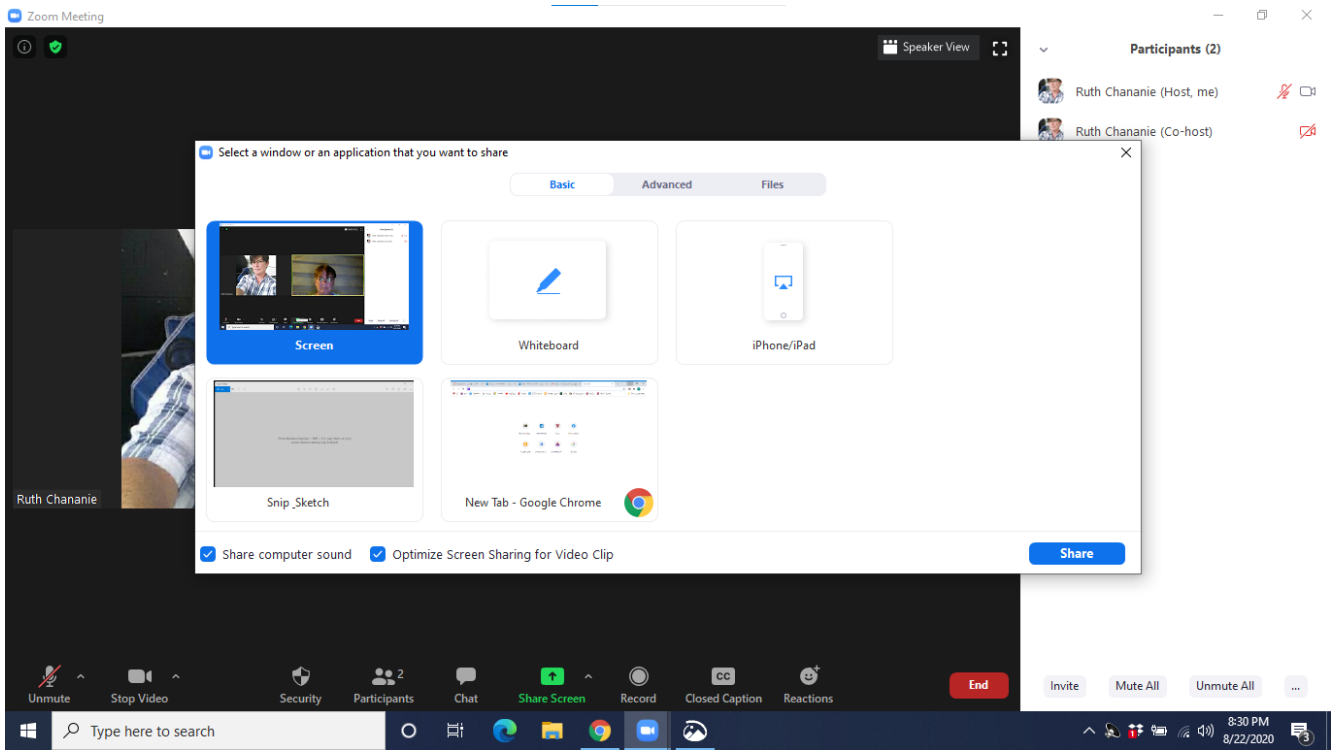 Zoom Meeting
Speaker View
Participants (2)
Ruth Chananie (Host, me)
Ruth Chananie (Co-host)
Select a window or an application that you want to share
Basic Advanced Files
Screen Whiteboard iPhone/iPad
Ruth Chananie
Snip _Sketch New Tab - Google Chrome
Share computer sound Optimize Screen Sharing for Video Clip Share
2
CC
Unmute Stop Video Security Participants Chat Share Screen Record Closed Caption Reactions End
Invite Mute All Unmute All ...
Type here to search
8:30 PM
8/22/2020
3